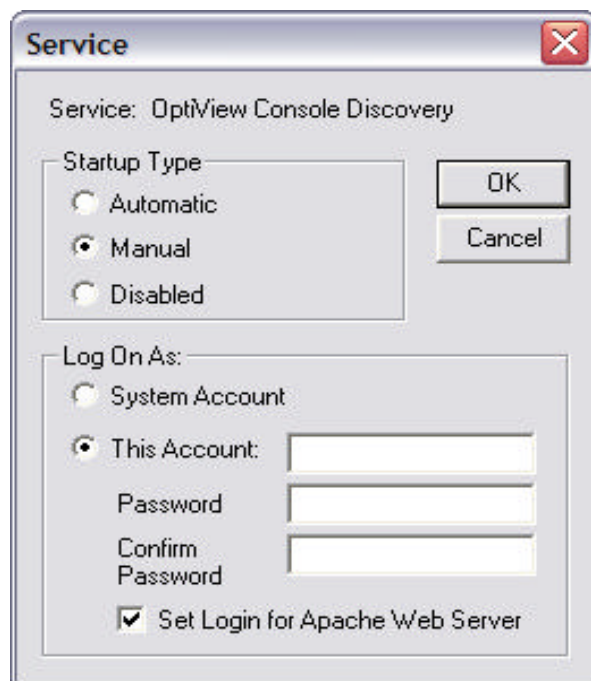 Service
Service: OptiView Console Discovery
Startup Type
Automatic
Manual
Disabled
OK
Cancel
Log On As:
System Account
This Account:
Password
Confirm
Password
Set Login for Apache Web Server